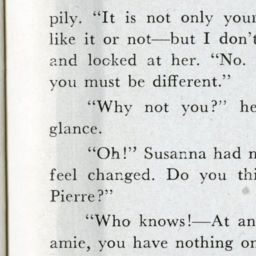 pily. “It is not only your
like it or not—but I don't
and looked at her. “No.
you must be different.”
“Why not you?” he
glance.
“Oh!” Susanna had n
feel changed. Do you thi
Pierre?”
“Who knows!—At an
amie, you have nothing on